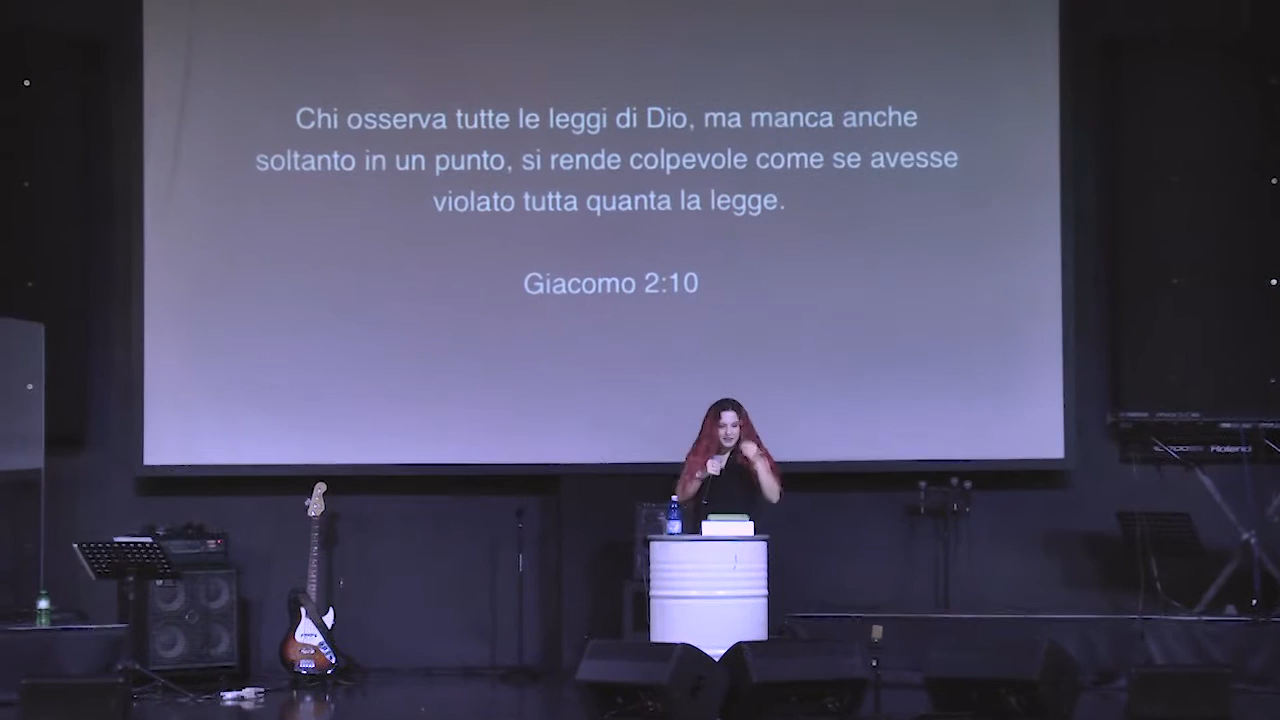 Chi osserva tutte le leggi di Dio, ma manca anche
soltanto in un punto, si rende colpevole come se avesse
violato tutta quanta la legge.
Giacomo 2:10
Roland